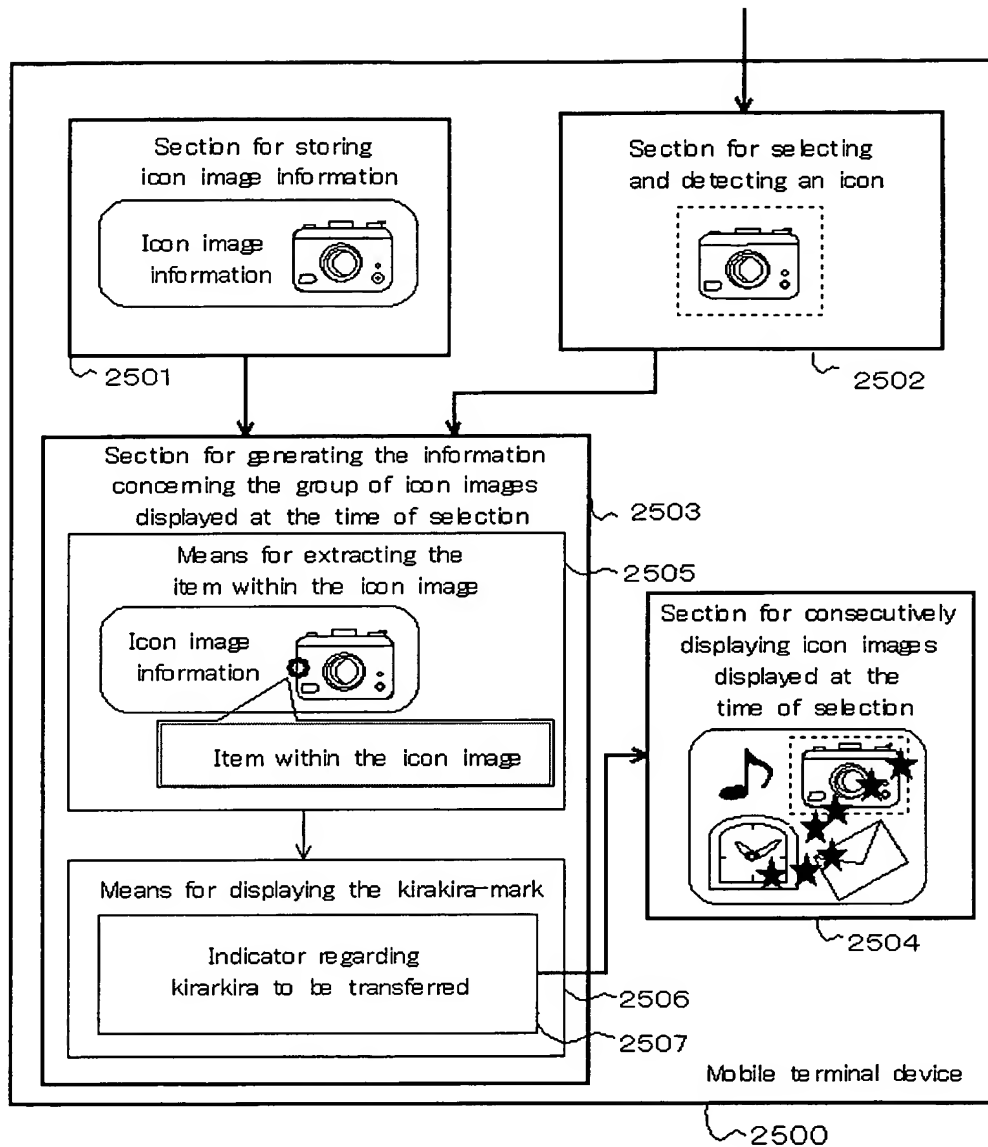 Section for storing
icon image information
Icon image
information
2501
Section for selecting
and detecting an icon
2502
Section for generating the information
concerning the group of icon images
displayed at the time of selection
2503
Means for extracting the
item within the icon image
2505
Icon image
information
Item within the icon image
Means for displaying the kirakira-mark
Indicator regarding
kirarkira to be transferred
2506
2507
Section for consecutively
displaying icon images
displayed at the
time of selection
2504
Mobile terminal device
2500